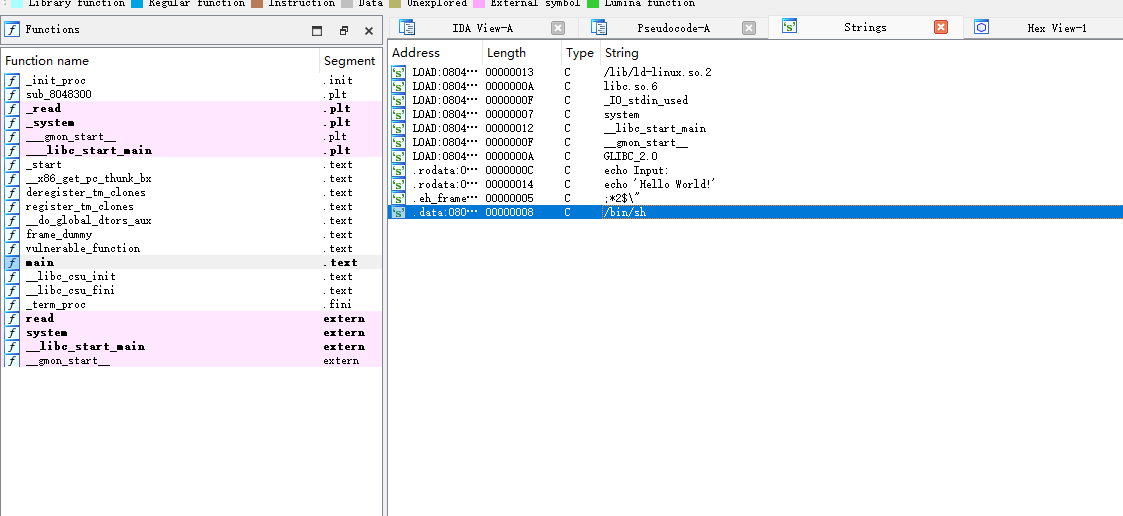 Library function Regular function Instruction Data Unexplored External symbol Lumina function
Functions
Function name Segment
_init_proc .init
sub_8048300 .plt
_read .plt
_system .plt
___gmon_start__ .plt
___libc_start_main .plt
_start .text
__x86_get_pc_thunk_bx .text
deregister_tm_clones .text
register_tm_clones .text
__do_global_dtors_aux .text
frame_dummy .text
vulnerable_function .text
main .text
__libc_csu_init .text
__libc_csu_fini .text
_term_proc .fini
read extern
system extern
__libc_start_main extern
__gmon_start__ extern
IDA View-A Pseudocode-A Strings Hex View-1
Address Length Type String
LOAD:0804··· 00000013 C /lib/ld-linux.so.2
LOAD:0804··· 0000000A C libc.so.6
LOAD:0804··· 0000000F C _IO_stdin_used
LOAD:0804··· 00000007 C system
LOAD:0804··· 00000012 C __libc_start_main
LOAD:0804··· 0000000F C __gmon_start__
LOAD:0804··· 0000000A C GLIBC_2.0
.rodata:0··· 0000000C C echo Input:
.rodata:0··· 00000014 C echo 'Hello World!'
.eh_frame··· 00000005 C ;*2$\"
.data:080··· 00000008 C /bin/sh